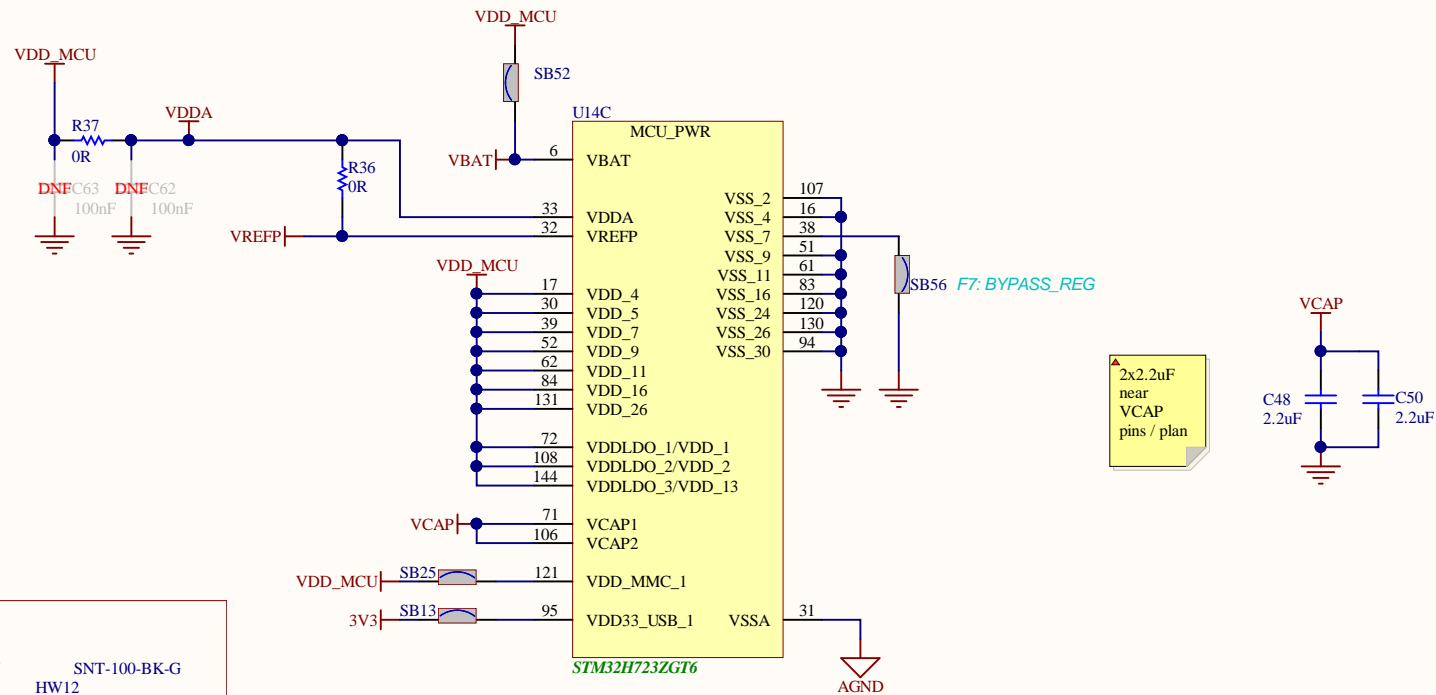 VDD_MCU
SB52
VDD_MCU
R37
0R
VDDA
DNF
C63
100nF
DNF
C62
100nF
R36
0R
VREFP
VBAT
U14C
MCU_PWR
6
VBAT
33
VDDA
32
VREFP
VDD_MCU
17
VDD_4
30
VDD_5
39
VDD_7
52
VDD_9
62
VDD_11
84
VDD_16
131
VDD_26
72
VDDLDO_1/VDD_1
108
VDDLDO_2/VDD_2
144
VDDLDO_3/VDD_13
VCAP
71
VCAP1
106
VCAP2
VDD_MCU
SB25
121
VDD_MMC_1
3V3
SB13
95
VDD33_USB_1
VSS_2
107
VSS_4
16
VSS_7
38
VSS_9
51
VSS_11
61
VSS_16
83
VSS_24
120
VSS_26
130
VSS_30
94
VSSA
31
AGND
STM32H723ZGT6
SB56
F7: BYPASS_REG
2x2.2uF
near
VCAP
pins / plan
VCAP
C48
2.2uF
C50
2.2uF
SNT-100-BK-G
HW12